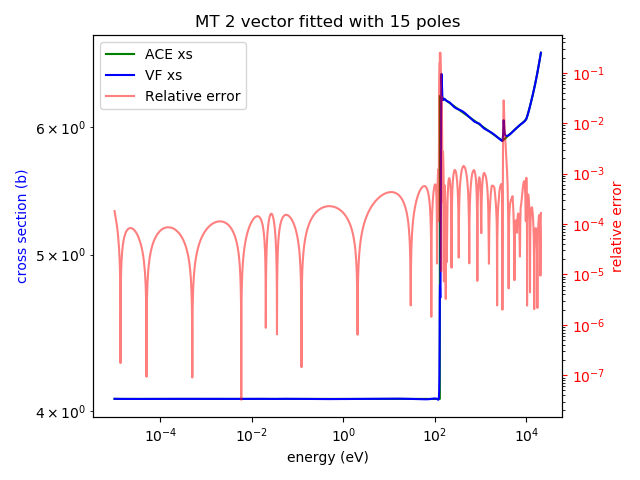 MT 2 vector fitted with 15 poles
ACE xs
VF xs
Relative error
cross section (b)
6 × 10⁰
5 × 10⁰
4 × 10⁰
10⁻¹
10⁻²
10⁻³
10⁻⁴
10⁻⁵
10⁻⁶
10⁻⁷
relative error
10⁻⁴
10⁻²
10⁰
10²
10⁴
energy (eV)